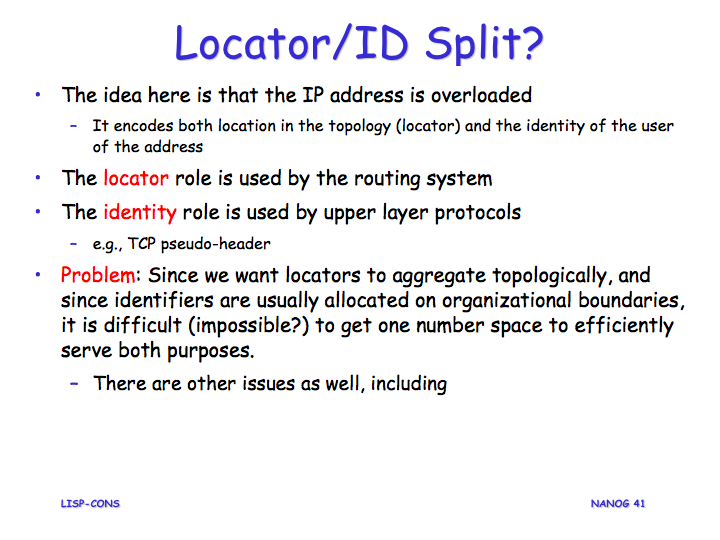 Locator/ID Split?
• The idea here is that the IP address is overloaded
– It encodes both location in the topology (locator) and the identity of the user
of the address
• The locator role is used by the routing system
• The identity role is used by upper layer protocols
– e.g., TCP pseudo-header
• Problem: Since we want locators to aggregate topologically, and
since identifiers are usually allocated on organizational boundaries,
it is difficult (impossible?) to get one number space to efficiently
serve both purposes.
– There are other issues as well, including
LISP-CONS
NANOG 41